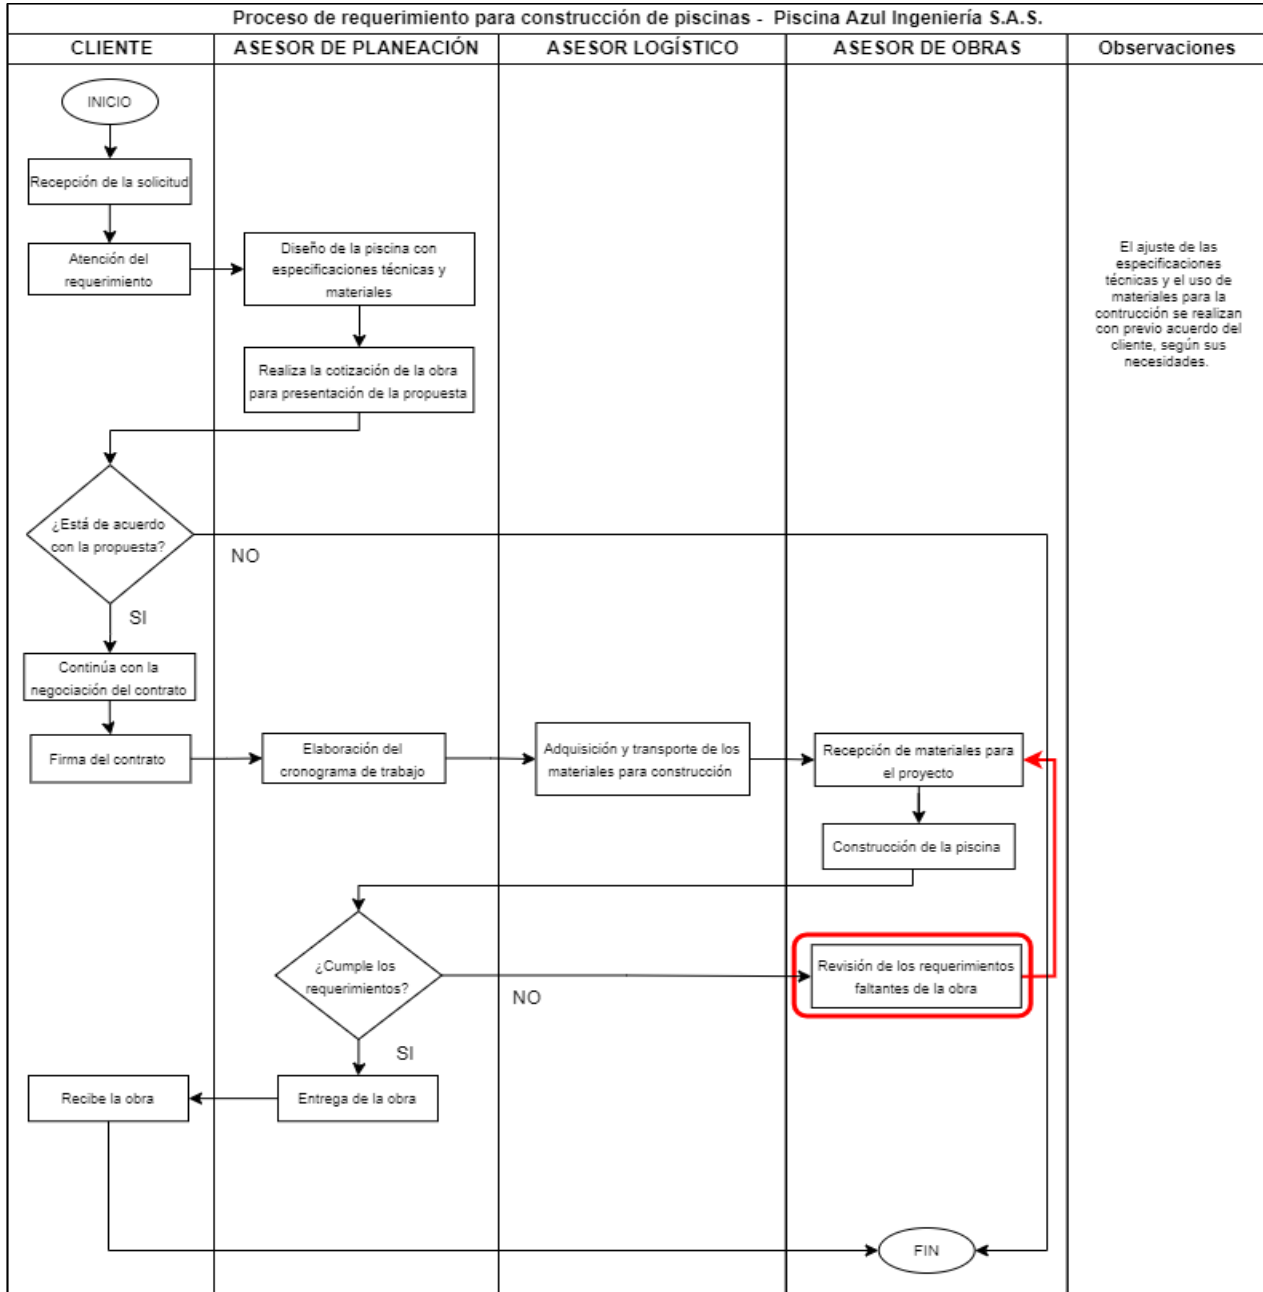 Proceso de requerimiento para construcción de piscinas - Piscina Azul Ingeniería S.A.S.
CLIENTE
ASESOR DE PLANEACIÓN
ASESOR LOGÍSTICO
ASESOR DE OBRAS
Observaciones
INICIO
Recepción de la solicitud
Atención del
requerimiento
Diseño de la piscina con
especificaciones técnicas y
materiales
El ajuste de las
especificaciones
técnicas y el uso de
materiales para la
contrucción se realizan
con previo acuerdo del
cliente, según sus
necesidades.
Realiza la cotización de la obra
para presentación de la propuesta
¿Está de acuerdo
con la propuesta?
NO
SI
Continúa con la
negociación del contrato
Firma del contrato
Elaboración del
cronograma de trabajo
Adquisición y transporte de los
materiales para construcción
Recepción de materiales para
el proyecto
Construcción de la piscina
¿Cumple los
requerimientos?
NO
Revisión de los requerimientos
faltantes de la obra
SI
Recibe la obra
Entrega de la obra
FIN